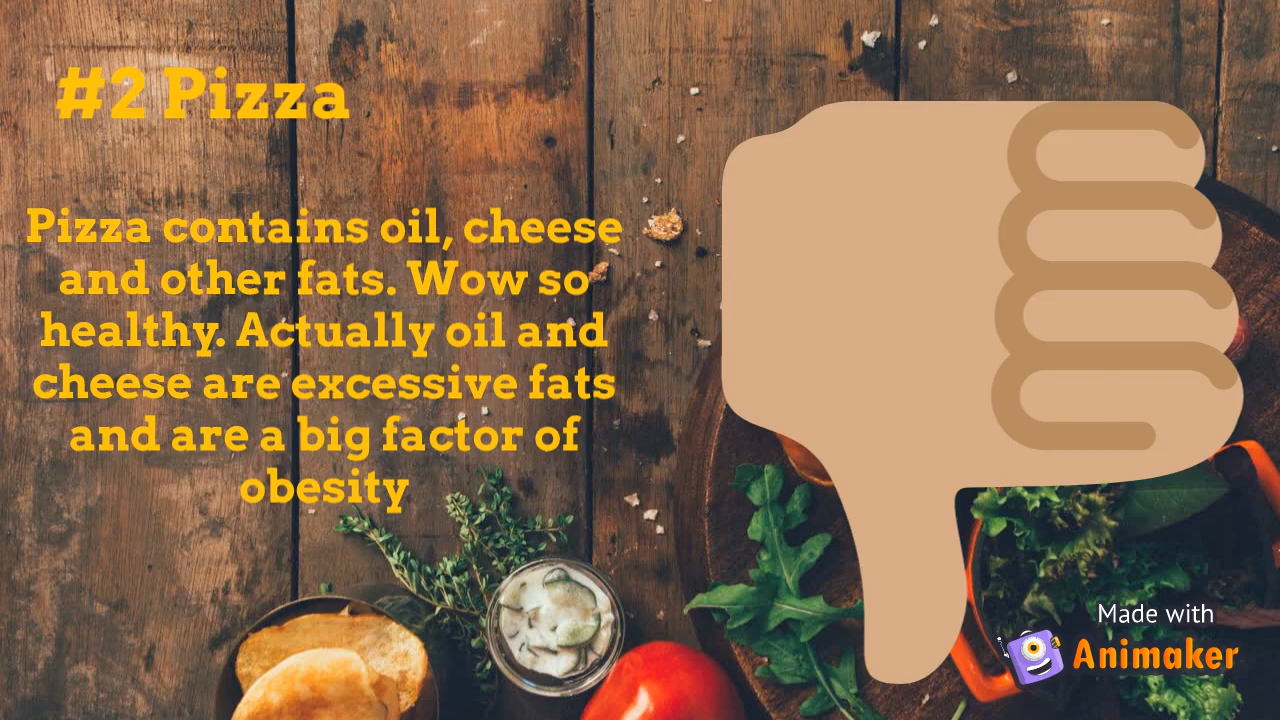 #2 Pizza
Pizza contains oil, cheese
and other fats. Wow so
healthy. Actually oil and
cheese are excessive fats
and are a big factor of
obesity
Made with
Animaker